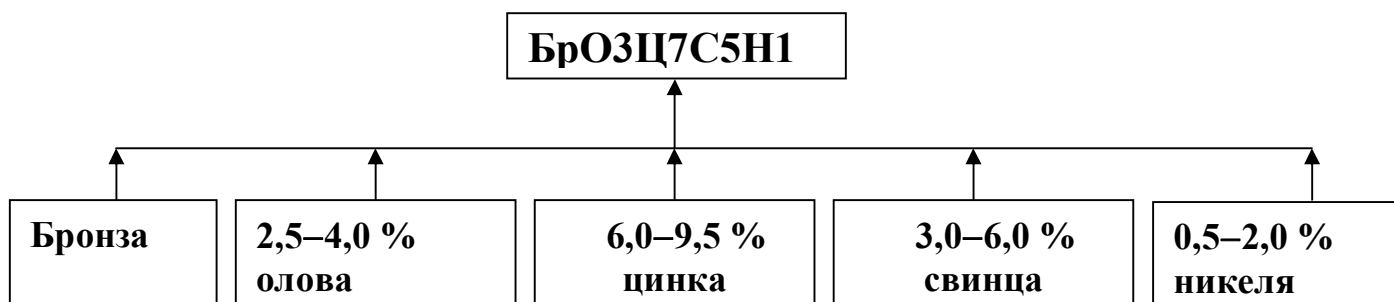 БрО3Ц7С5Н1
Бронза
2,5–4,0 %
олова
6,0–9,5 %
цинка
3,0–6,0 %
свинца
0,5–2,0 %
никеля